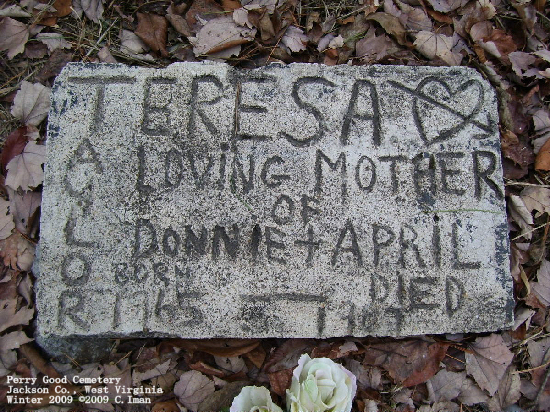 TERESA
TAYLOR
LOVING MOTHER
OF
DONNIE + APRIL
BORN DIED
1965 —
Perry Good Cemetery
Jackson Co., West Virginia
Winter 2009 ©2009 C. Iman